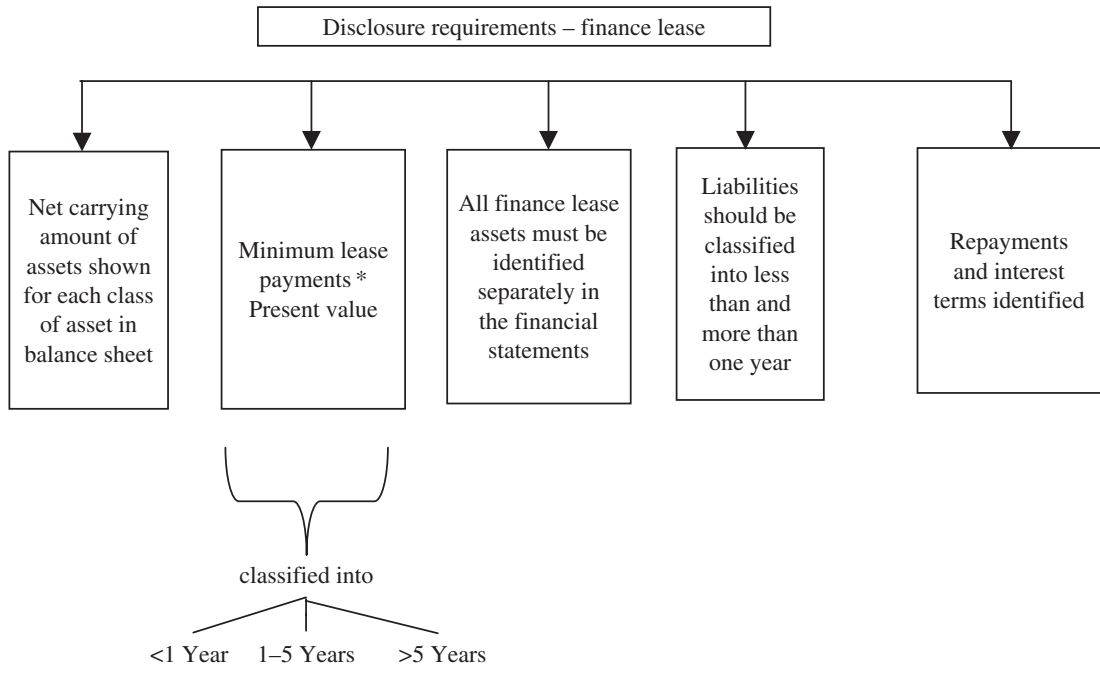 Disclosure requirements – finance lease
Net carrying
amount of
assets shown
for each class
of asset in
balance sheet
Minimum lease
payments *
Present value
All finance lease
assets must be
identified
separately in
the financial
statements
Liabilities
should be
classified
into less
than and
more than
one year
Repayments
and interest
terms identified
classified into
<1 Year 1–5 Years >5 Years